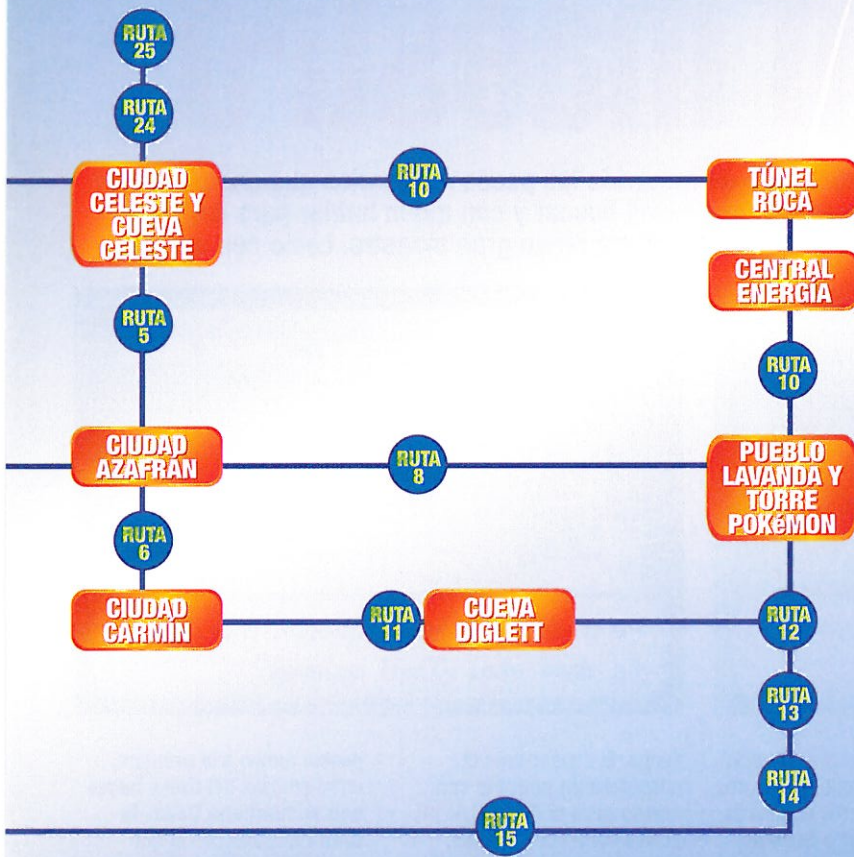 RUTA
25
RUTA
24
CIUDAD
CELESTE Y
CUEVA
CELESTE
RUTA
10
TÚNEL
ROCA
CENTRAL
ENERGÍA
RUTA
5
RUTA
10
CIUDAD
AZAFRÁN
RUTA
8
PUEBLO
LAVANDA Y
TORRE
POKéMON
RUTA
6
CIUDAD
CARMÍN
RUTA
11
CUEVA
DIGLETT
RUTA
12
RUTA
13
RUTA
14
RUTA
15